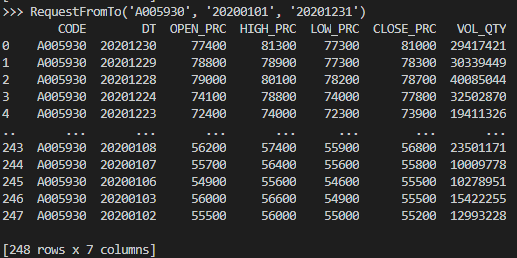 >>> RequestFromTo('A005930', '20200101', '20201231')
CODE DT OPEN_PRC HIGH_PRC LOW_PRC CLOSE_PRC VOL_QTY
0 A005930 20201230 77400 81300 77300 81000 29417421
1 A005930 20201229 78800 78900 77300 78300 30339449
2 A005930 20201228 79000 80100 78200 78700 40085044
3 A005930 20201224 74100 78800 74000 77800 32502870
4 A005930 20201223 72400 74000 72300 73900 19411326
.. ... ... ... ... ... ... ...
243 A005930 20200108 56200 57400 55900 56800 23501171
244 A005930 20200107 55700 56400 55600 55800 10009778
245 A005930 20200106 54900 55600 54600 55500 10278951
246 A005930 20200103 56000 56600 54900 55500 15422255
247 A005930 20200102 55500 56000 55000 55200 12993228
[248 rows x 7 columns]